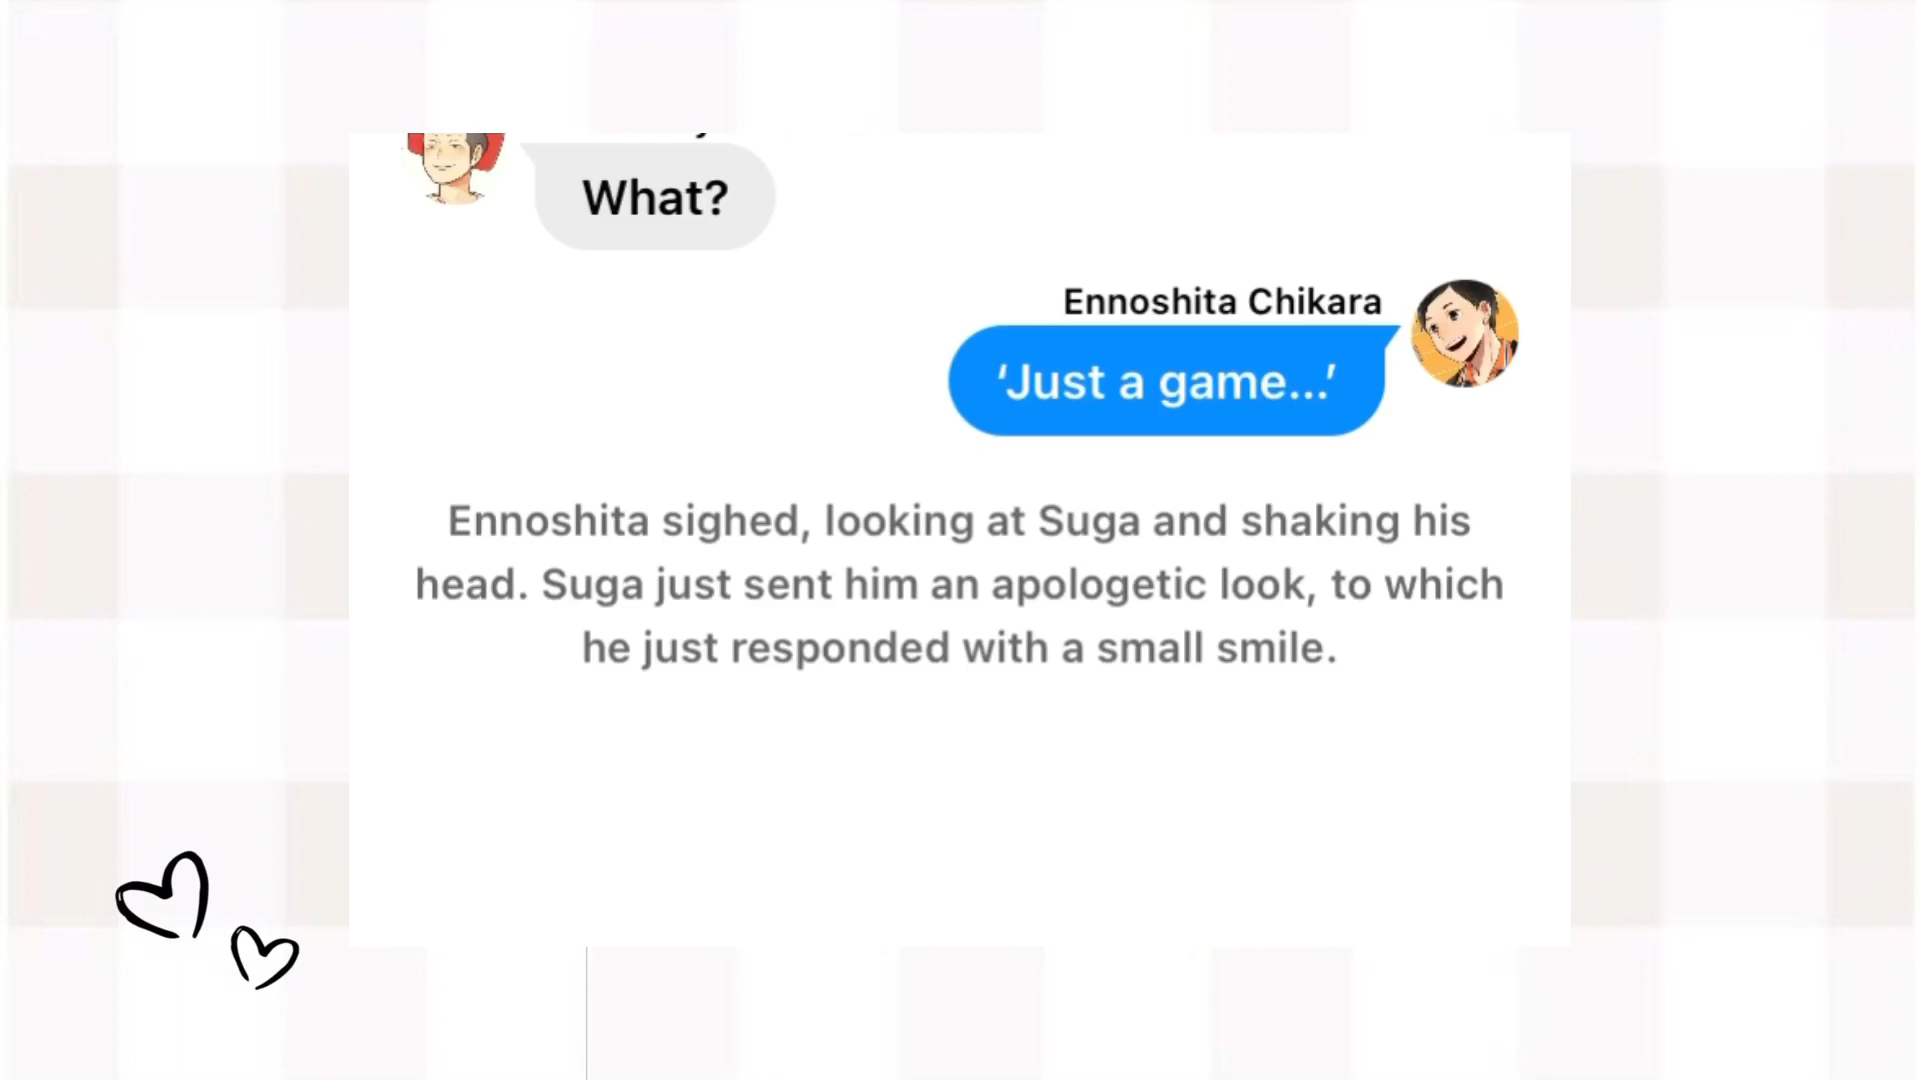 What?
Ennoshita Chikara
‘Just a game...’
Ennoshita sighed, looking at Suga and shaking his
head. Suga just sent him an apologetic look, to which
he just responded with a small smile.